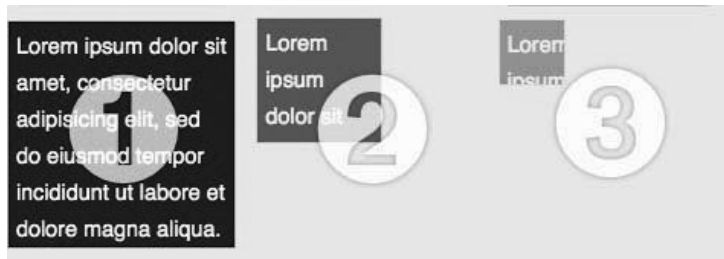 Lorem ipsum dolor sit
amet, consectetur
adipisicing elit, sed
do eiusmod tempor
incididunt ut labore et
dolore magna aliqua.
1
Lorem
ipsum
dolor sit
2
Lorem
ipsum
3